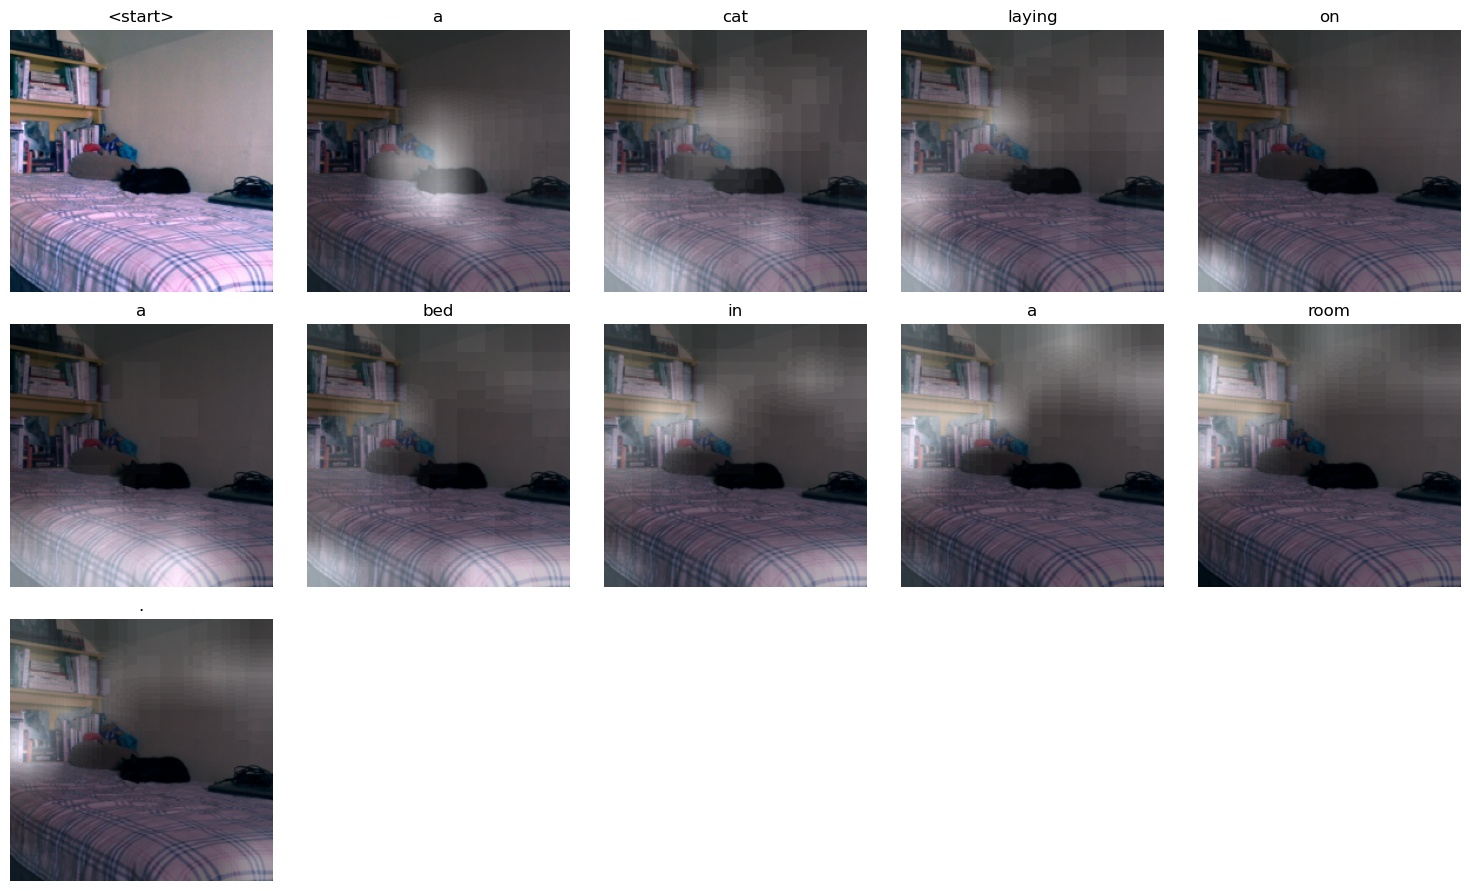 <start> a cat laying on
a bed in a room
.